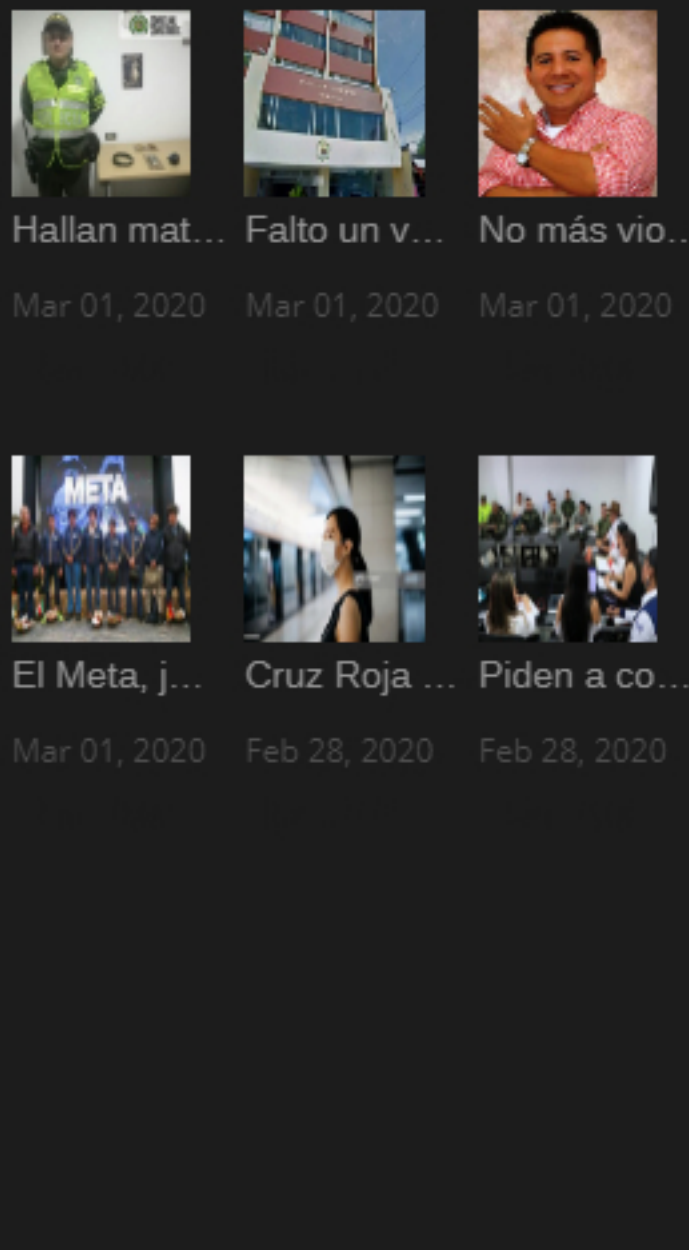 Hallan mat...
Falto un v...
No más vio...
Mar 01, 2020
Mar 01, 2020
Mar 01, 2020
META
El Meta, j...
Cruz Roja ...
Piden a co...
Mar 01, 2020
Feb 28, 2020
Feb 28, 2020